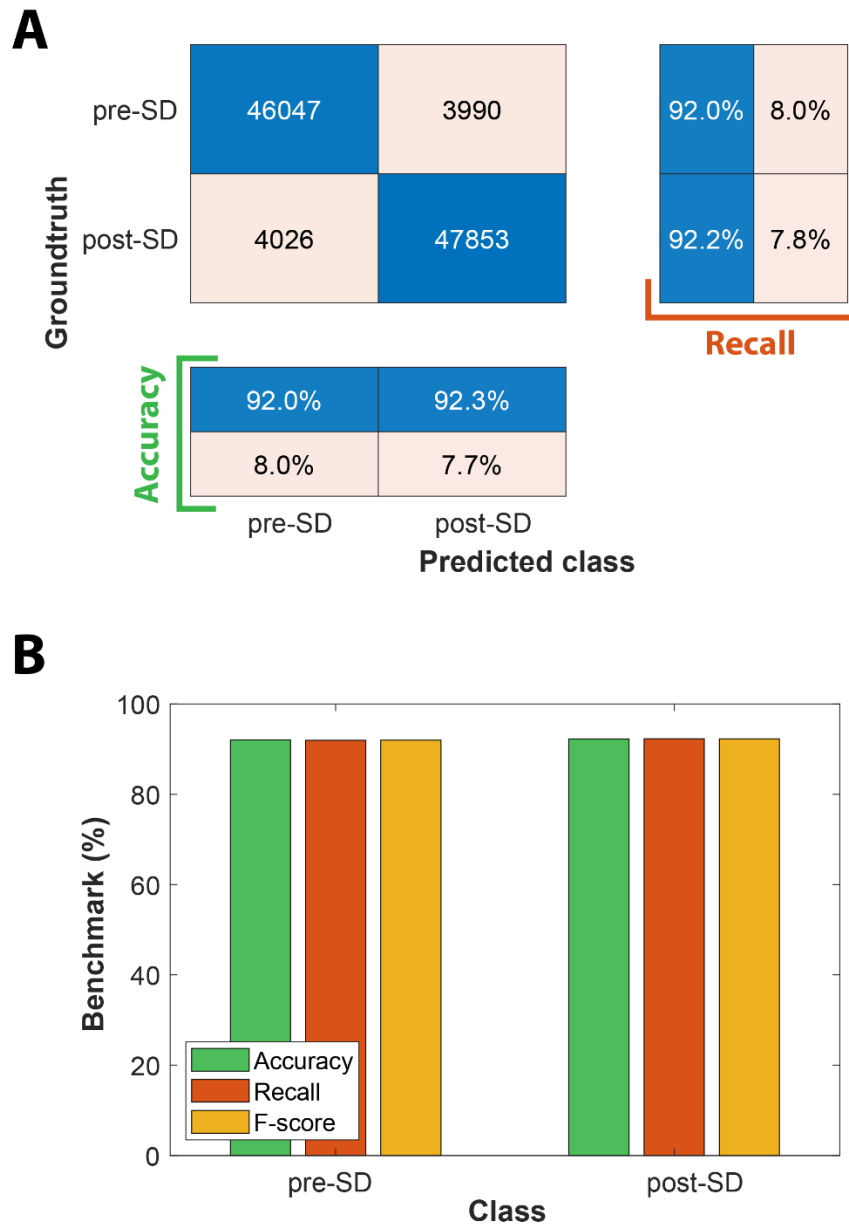 A
Groundtruth
pre-SD
46047 3990
post-SD
4026 47853
92.0% 8.0%
92.2% 7.8%
Recall
Accuracy
92.0% 92.3%
8.0% 7.7%
pre-SD post-SD
Predicted class
B
Benchmark (%)
100
80
60
40
20
0
Accuracy
Recall
F-score
pre-SD post-SD
Class